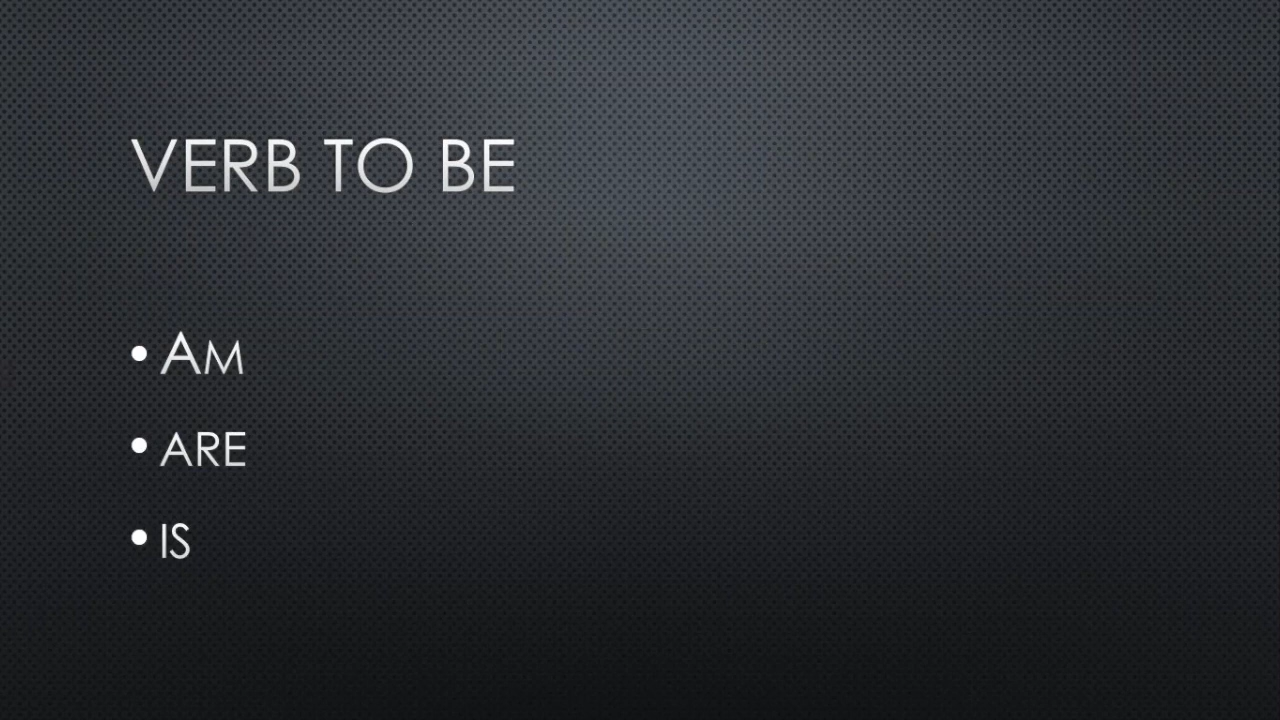 VERB TO BE
• AM
• ARE
• IS